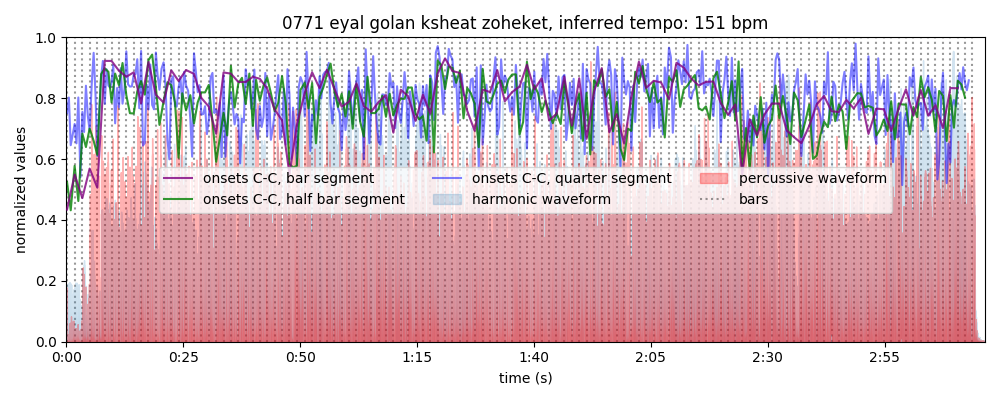 0771 eyal golan ksheat zoheket, inferred tempo: 151 bpm
1.0
0.8
0.6
0.4
0.2
0.0
normalized values
onsets C-C, bar segment
onsets C-C, half bar segment
onsets C-C, quarter segment
harmonic waveform
percussive waveform
bars
0:00 0:25 0:50 1:15 1:40 2:05 2:30 2:55
time (s)